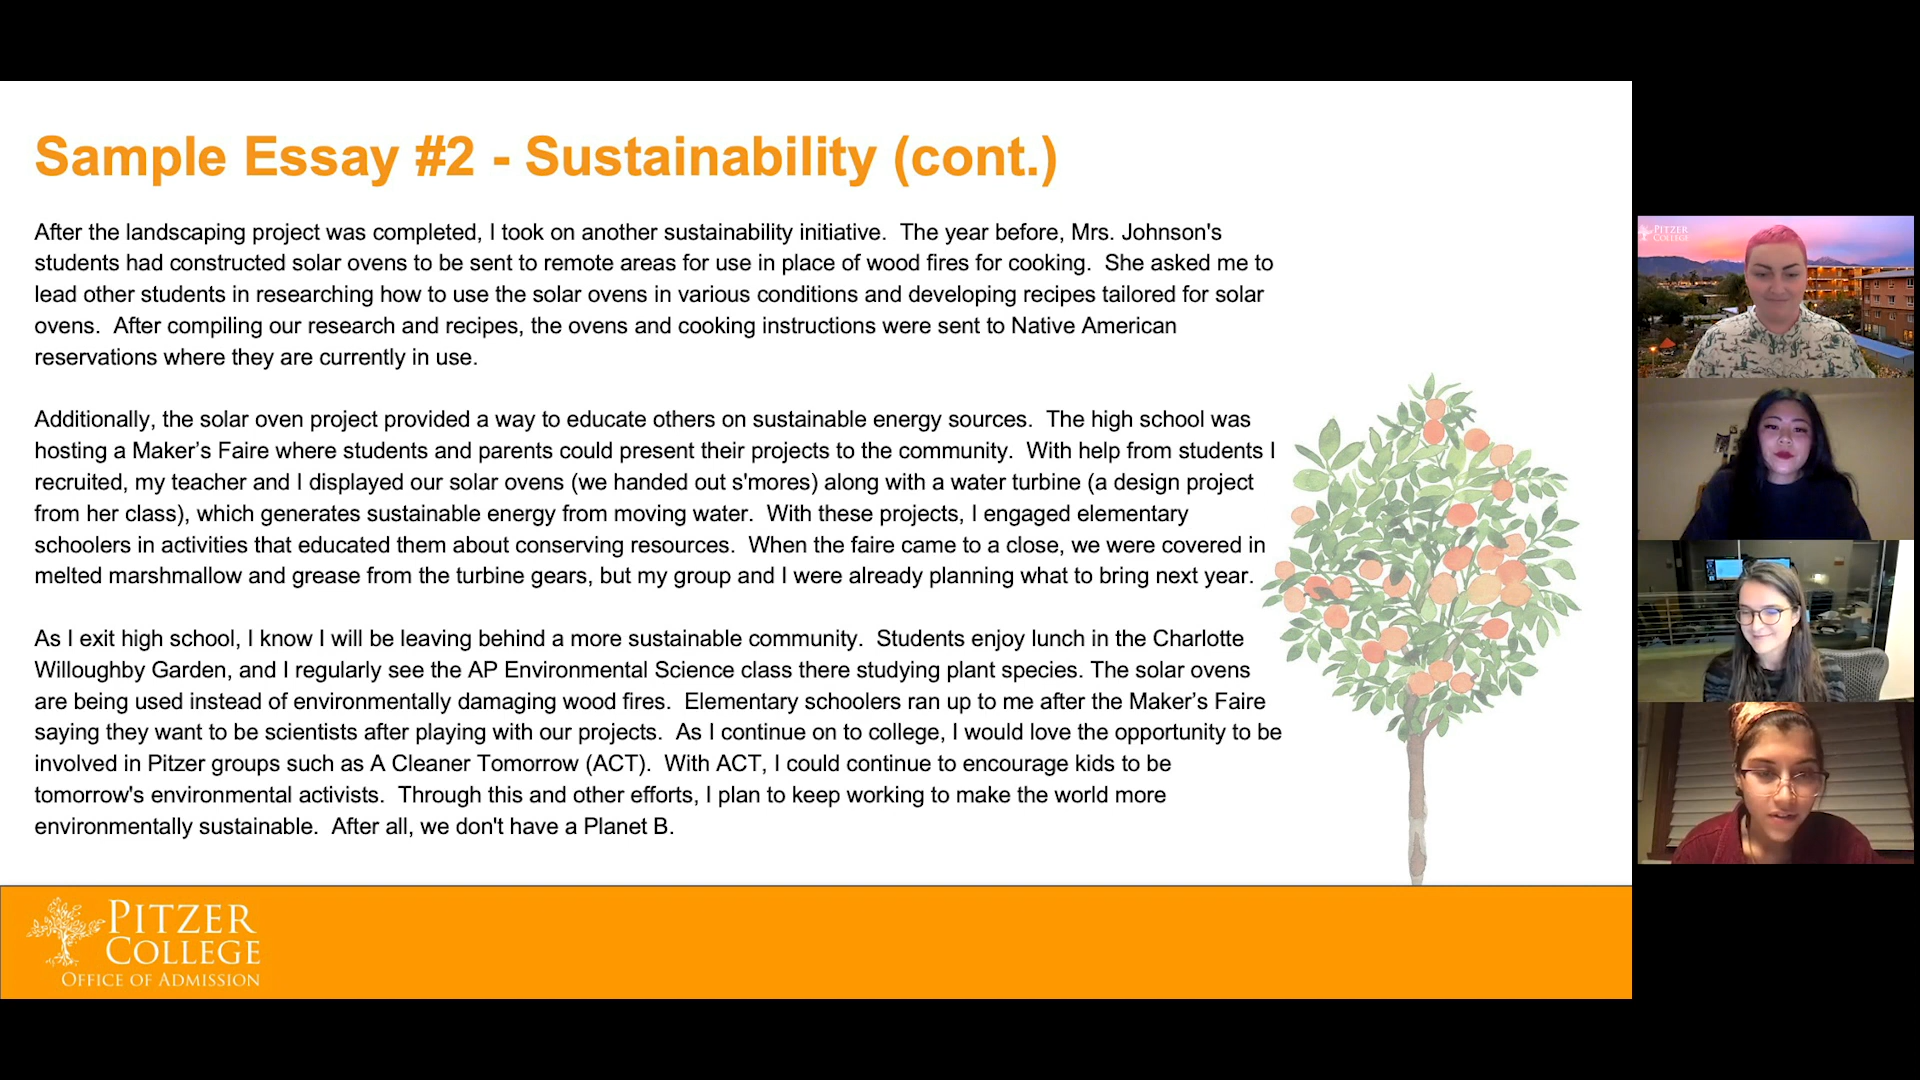 Sample Essay #2 - Sustainability (cont.)
After the landscaping project was completed, I took on another sustainability initiative.  The year before, Mrs. Johnson's
students had constructed solar ovens to be sent to remote areas for use in place of wood fires for cooking.  She asked me to
lead other students in researching how to use the solar ovens in various conditions and developing recipes tailored for solar
ovens.  After compiling our research and recipes, the ovens and cooking instructions were sent to Native American
reservations where they are currently in use.
Additionally, the solar oven project provided a way to educate others on sustainable energy sources.  The high school was
hosting a Maker’s Faire where students and parents could present their projects to the community.  With help from students I
recruited, my teacher and I displayed our solar ovens (we handed out s'mores) along with a water turbine (a design project
from her class), which generates sustainable energy from moving water.  With these projects, I engaged elementary
schoolers in activities that educated them about conserving resources.  When the faire came to a close, we were covered in
melted marshmallow and grease from the turbine gears, but my group and I were already planning what to bring next year.
As I exit high school, I know I will be leaving behind a more sustainable community.  Students enjoy lunch in the Charlotte
Willoughby Garden, and I regularly see the AP Environmental Science class there studying plant species. The solar ovens
are being used instead of environmentally damaging wood fires.  Elementary schoolers ran up to me after the Maker’s Faire
saying they want to be scientists after playing with our projects.  As I continue on to college, I would love the opportunity to be
involved in Pitzer groups such as A Cleaner Tomorrow (ACT).  With ACT, I could continue to encourage kids to be
tomorrow's environmental activists.  Through this and other efforts, I plan to keep working to make the world more
environmentally sustainable.  After all, we don't have a Planet B.
PITZER
COLLEGE
OFFICE OF ADMISSION
PITZER
COLLEGE